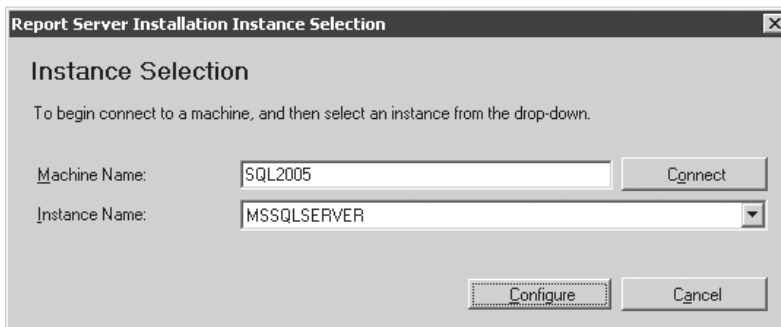 Report Server Installation Instance Selection
Instance Selection
To begin connect to a machine, and then select an instance from the drop-down.
Machine Name: SQL2005 Connect
Instance Name: MSSQLSERVER
Configure Cancel